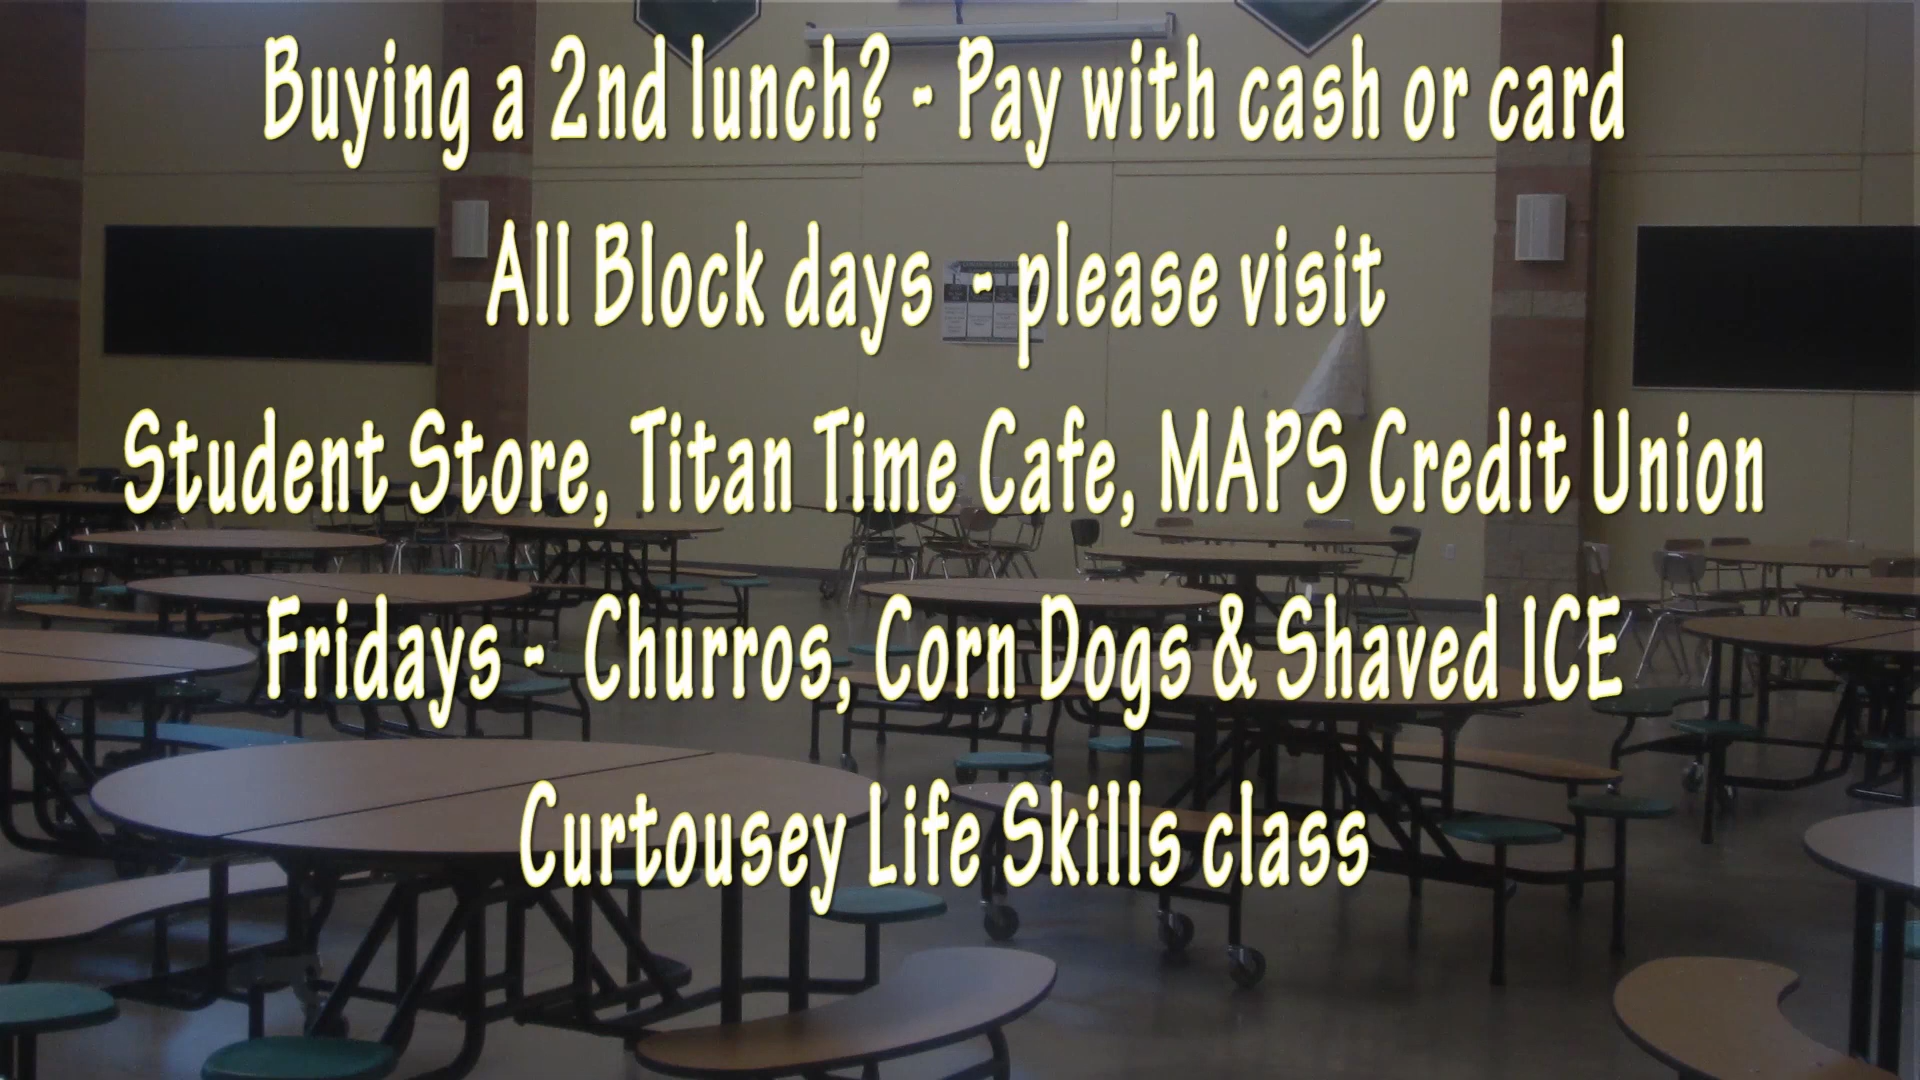 Buying a 2nd lunch? - Pay with cash or card
All Block days - please visit
Student Store, Titan Time Cafe, MAPS Credit Union
Fridays - Churros, Corn Dogs & Shaved ICE
Curtousey Life Skills class